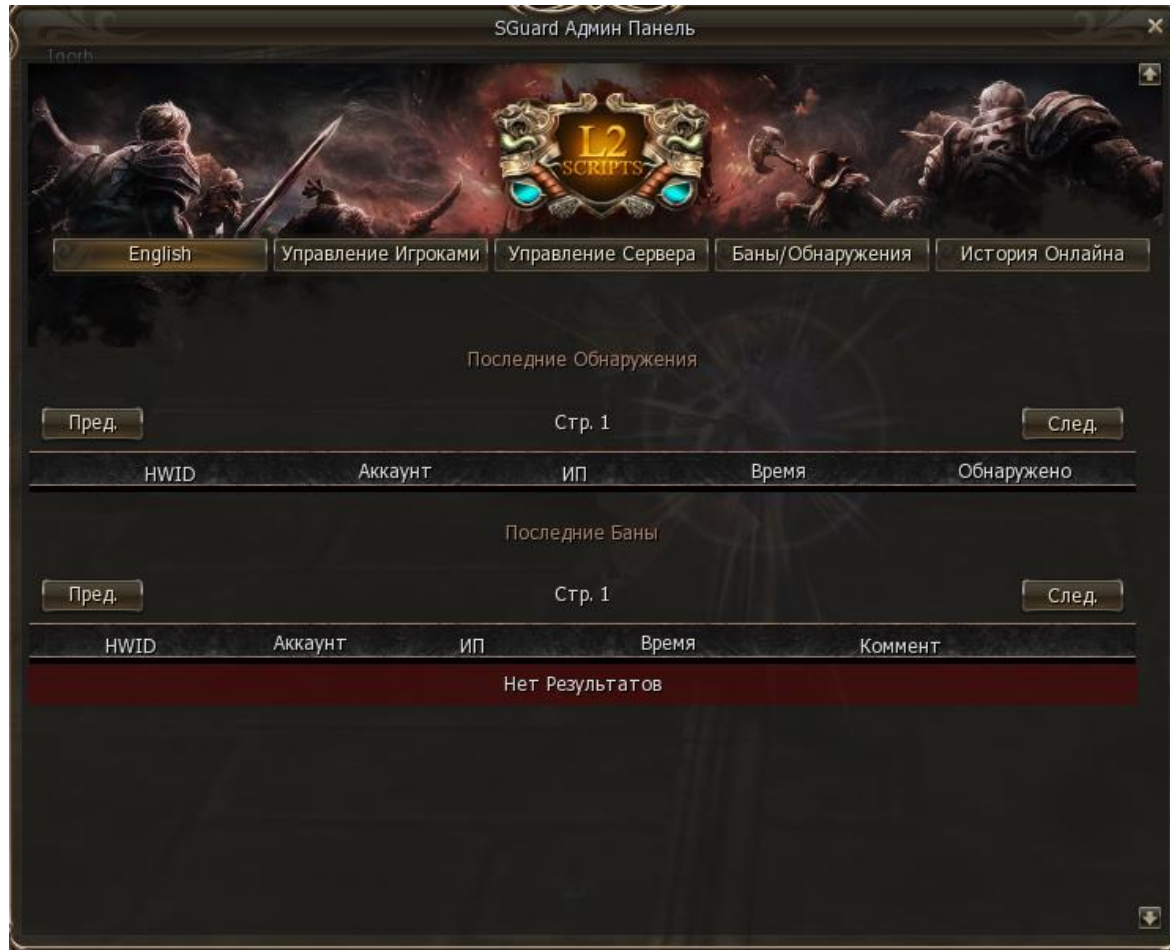 SGuard Админ Панель
Igorh
L2
SCRIPTS
English Управление Игроками Управление Сервера Баны/Обнаружения История Онлайна
Последние Обнаружения
Пред. Стр. 1 След.
HWID Аккаунт ИП Время Обнаружено
Последние Баны
Пред. Стр. 1 След.
HWID Аккаунт ИП Время Коммент
Нет Результатов